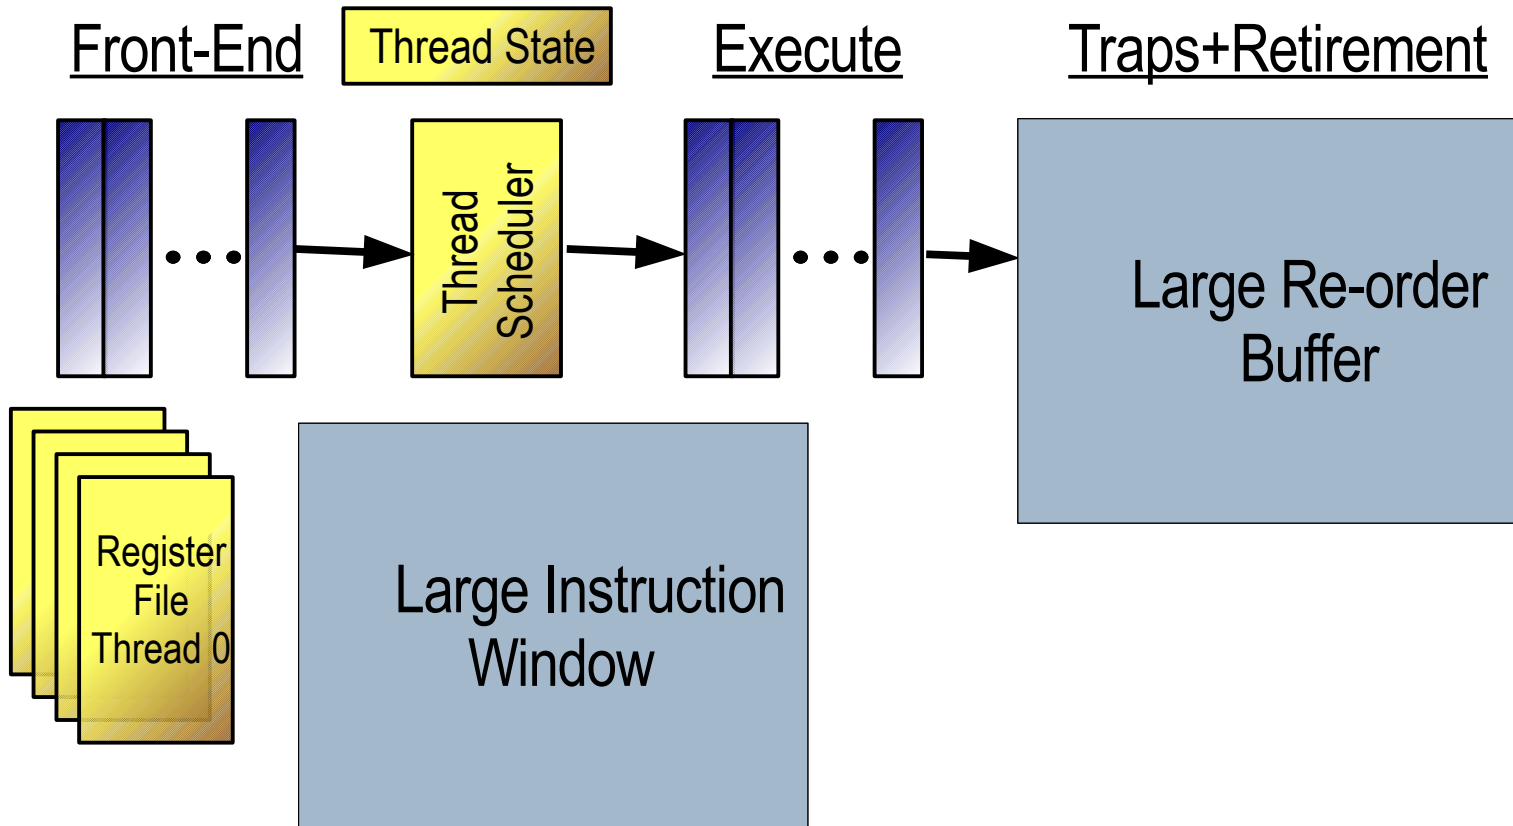 Front-End
Thread State
Execute
Traps+Retirement
Thread
Scheduler
Large Re-order
Buffer
Register
File
Thread 0
Large Instruction
Window